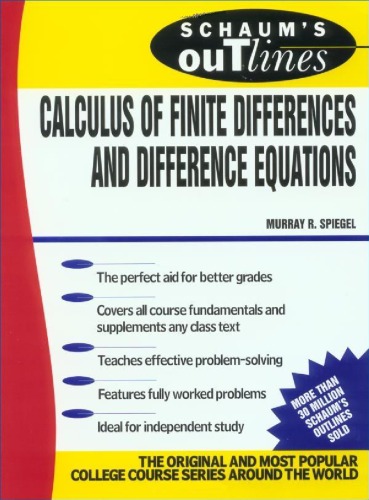 SCHAUM'S
ouTlines
CALCULUS OF FINITE DIFFERENCES
AND DIFFERENCE EQUATIONS
MURRAY R. SPIEGEL
The perfect aid for better grades
Covers all course fundamentals and
supplements any class text
Teaches effective problem-solving
Features fully worked problems
Ideal for independent study
MORE THAN
30 MILLION
SCHAUM'S
OUTLINES
SOLD
THE ORIGINAL AND MOST POPULAR
COLLEGE COURSE SERIES AROUND THE WORLD